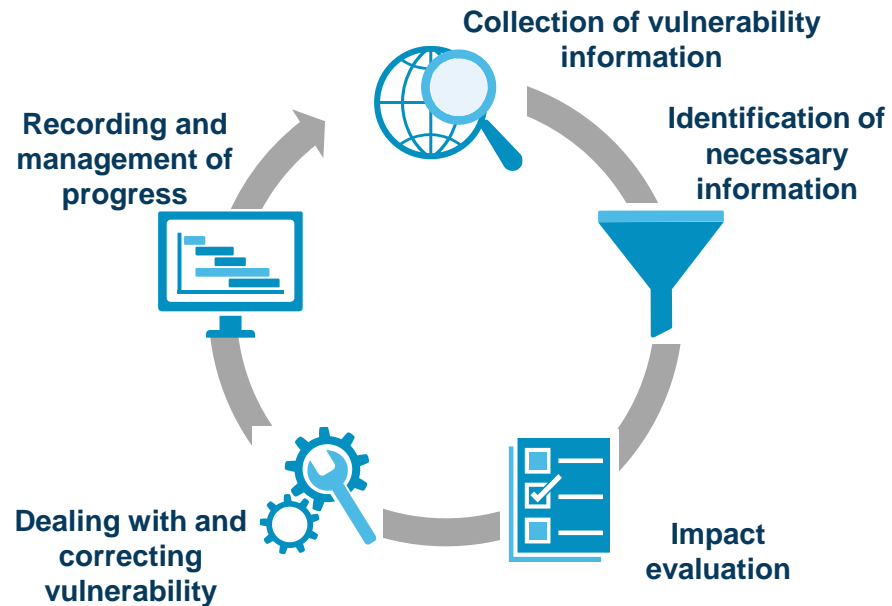 Collection of vulnerability
information
Identification of
necessary
information
Impact
evaluation
Dealing with and
correcting
vulnerability
Recording and
management of
progress